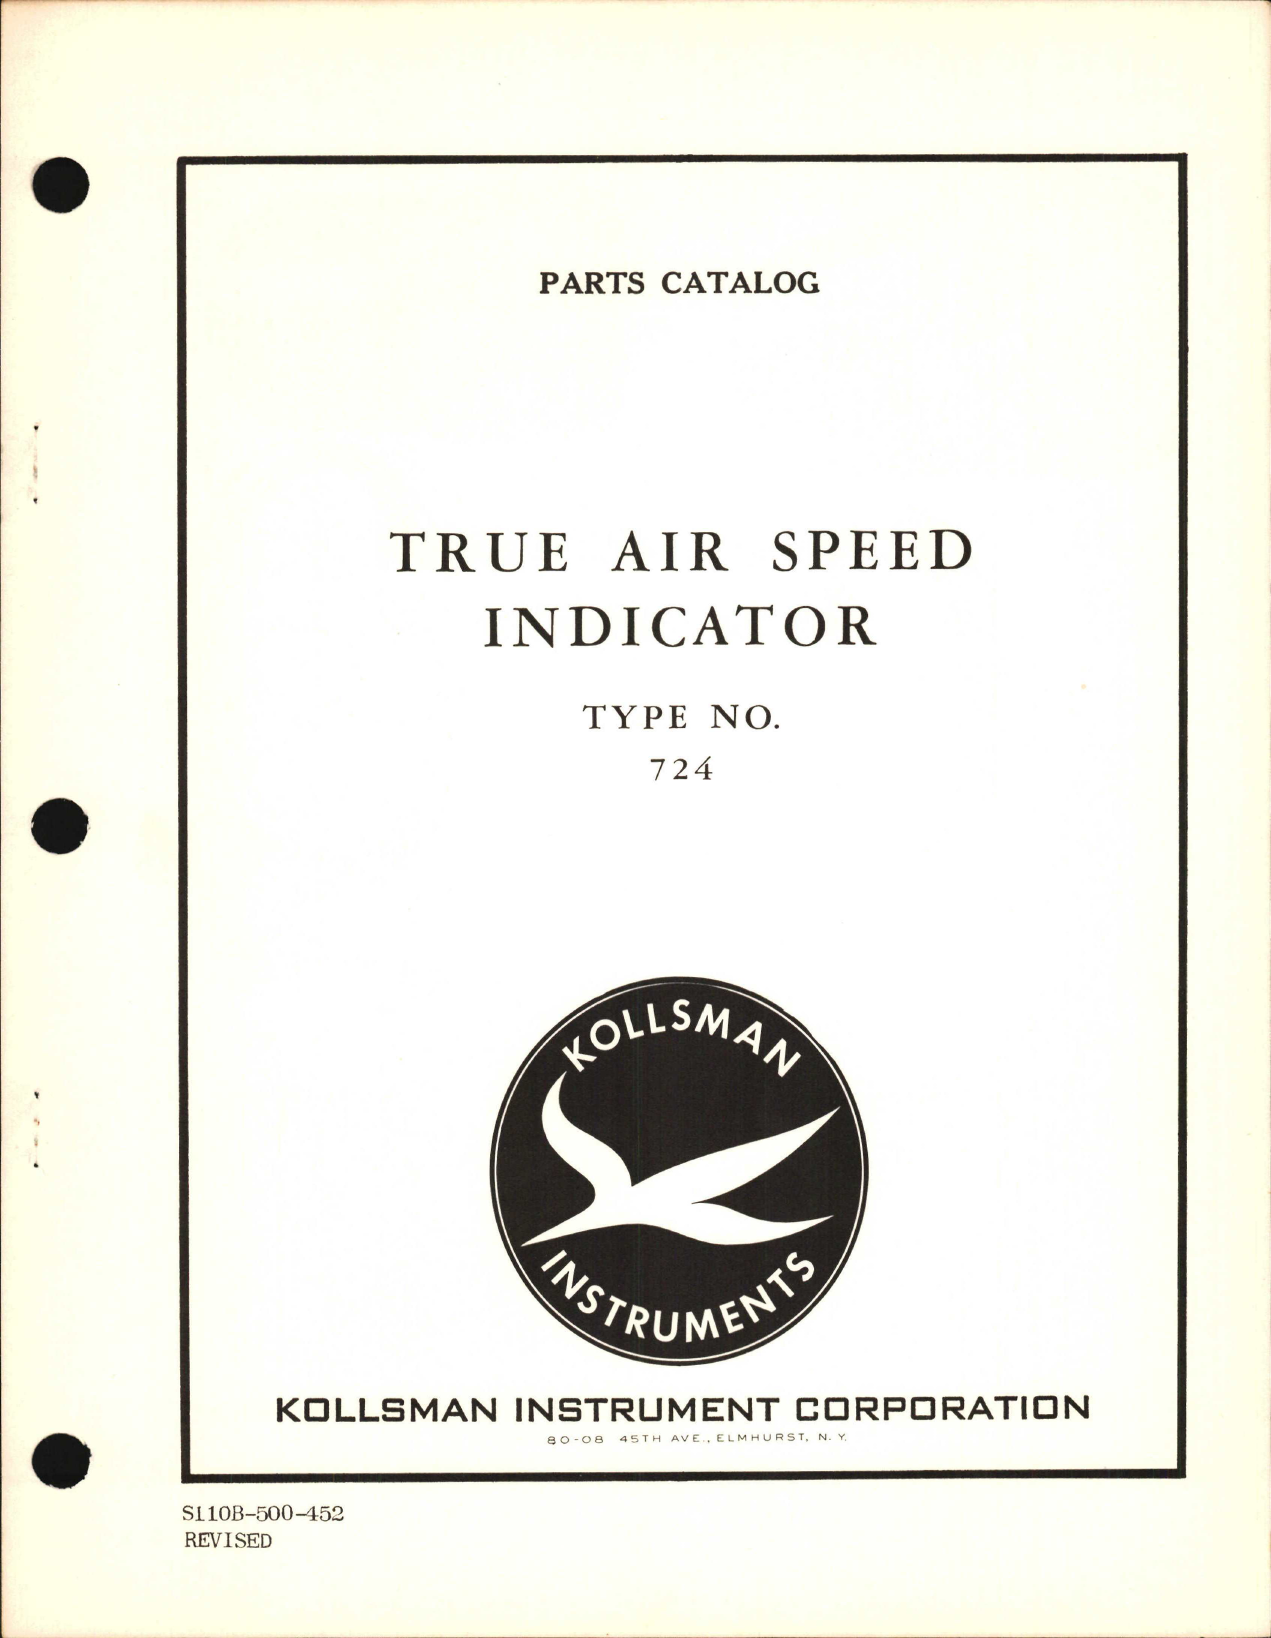 PARTS CATALOG
TRUE AIR SPEED
INDICATOR
TYPE NO.
724
KOLLSMAN
INSTRUMENTS
KOLLSMAN INSTRUMENT CORPORATION
80-08 45TH AVE., ELMHURST, N. Y.
S110B-500-452
REVISED